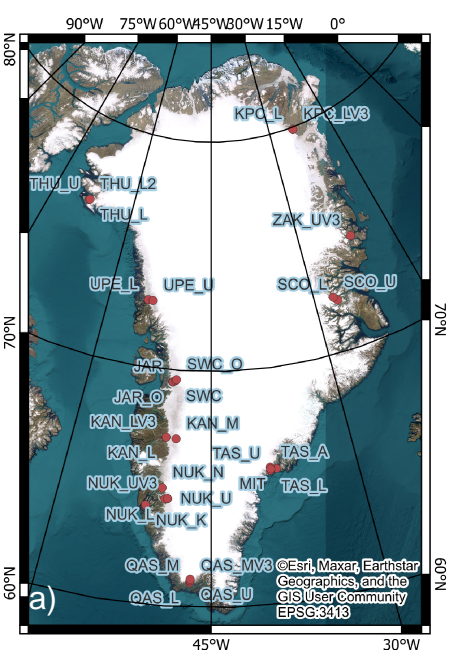 90°W 75°W 60°W 45°W 30°W 15°W 0°
80°N
KPC_L KPC_LV3
THU_U THU_L2
THU_L
ZAK_UV3
UPE_L UPE_U
SCO_L SCO_U
70°N
70°N
JAR SWC_O
JAR_O SWC
KAN_LV3 KAN_M
KAN_L TAS_U TAS_A
NUK_UV3 NUK_N MIT TAS_L
NUK_U
NUK_L NUK_K
QAS_M QAS_MV3
QAS_L QAS_U
©Esri, Maxar, Earthstar
Geographics, and the
GIS User Community
EPSG:3413
60°N
60°N
a)
45°W 30°W